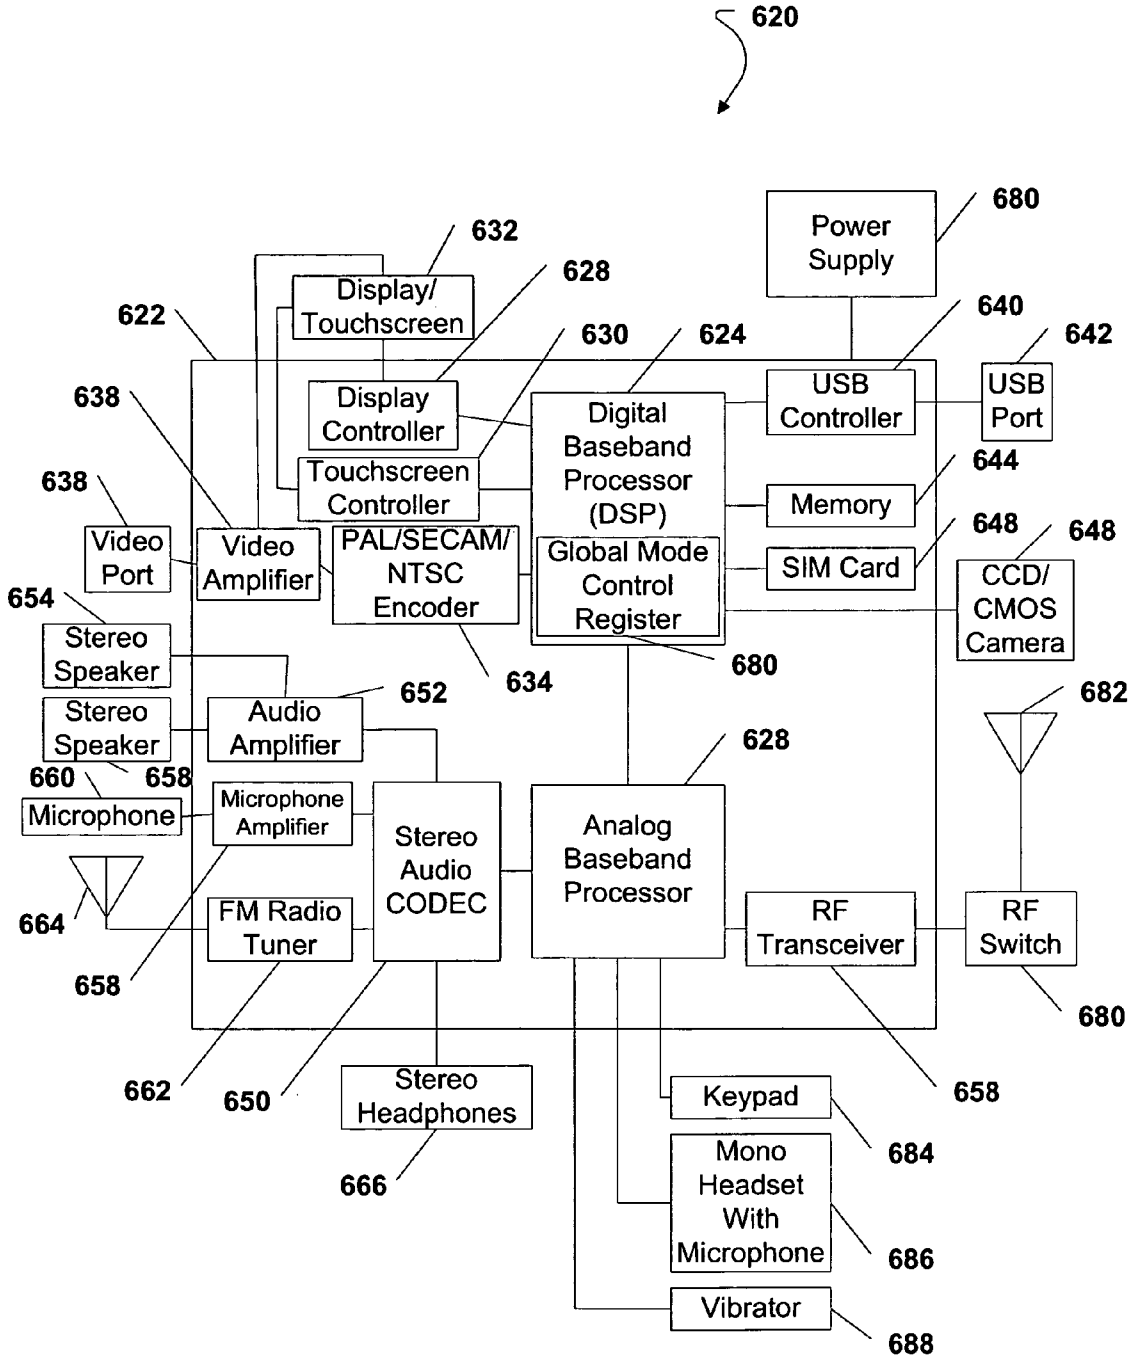 620
680
Power
Supply
632
628
Display/
Touchscreen
622
630
624
640
642
638
Display
Controller
Digital
Baseband
Processor
(DSP)
USB
Controller
USB
Port
638
Touchscreen
Controller
644
Memory
Video
Port
Video
Amplifier
PAL/SECAM/
NTSC
Encoder
Global Mode
Control
Register
648
SIM Card
648
CCD/
CMOS
Camera
654
Stereo
Speaker
634
680
652
682
Stereo
Speaker
Audio
Amplifier
628
660
658
Microphone
Microphone
Amplifier
Stereo
Audio
CODEC
Analog
Baseband
Processor
664
FM Radio
Tuner
RF
Transceiver
RF
Switch
658
680
662
650
Stereo
Headphones
Keypad
658
684
666
Mono
Headset
With
Microphone
686
Vibrator
688